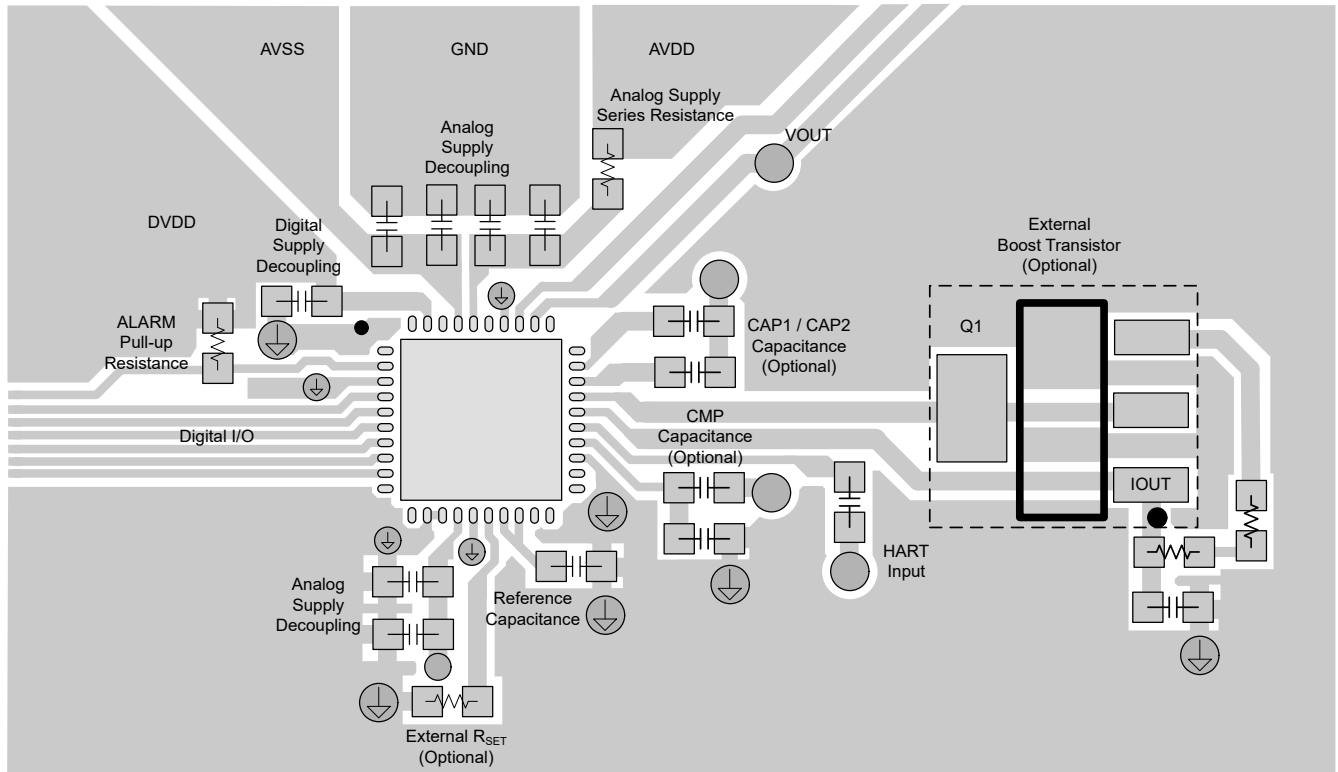 AVSS
GND
AVDD
Analog Supply
Series Resistance
Analog
Supply
Decoupling
VOUT
DVDD
Digital
Supply
Decoupling
External
Boost Transistor
(Optional)
ALARM
Pull-up
Resistance
CAP1 / CAP2
Capacitance
(Optional)
Q1
Digital I/O
CMP
Capacitance
(Optional)
IOUT
HART
Input
Analog
Supply
Decoupling
Reference
Capacitance
External RSET
(Optional)